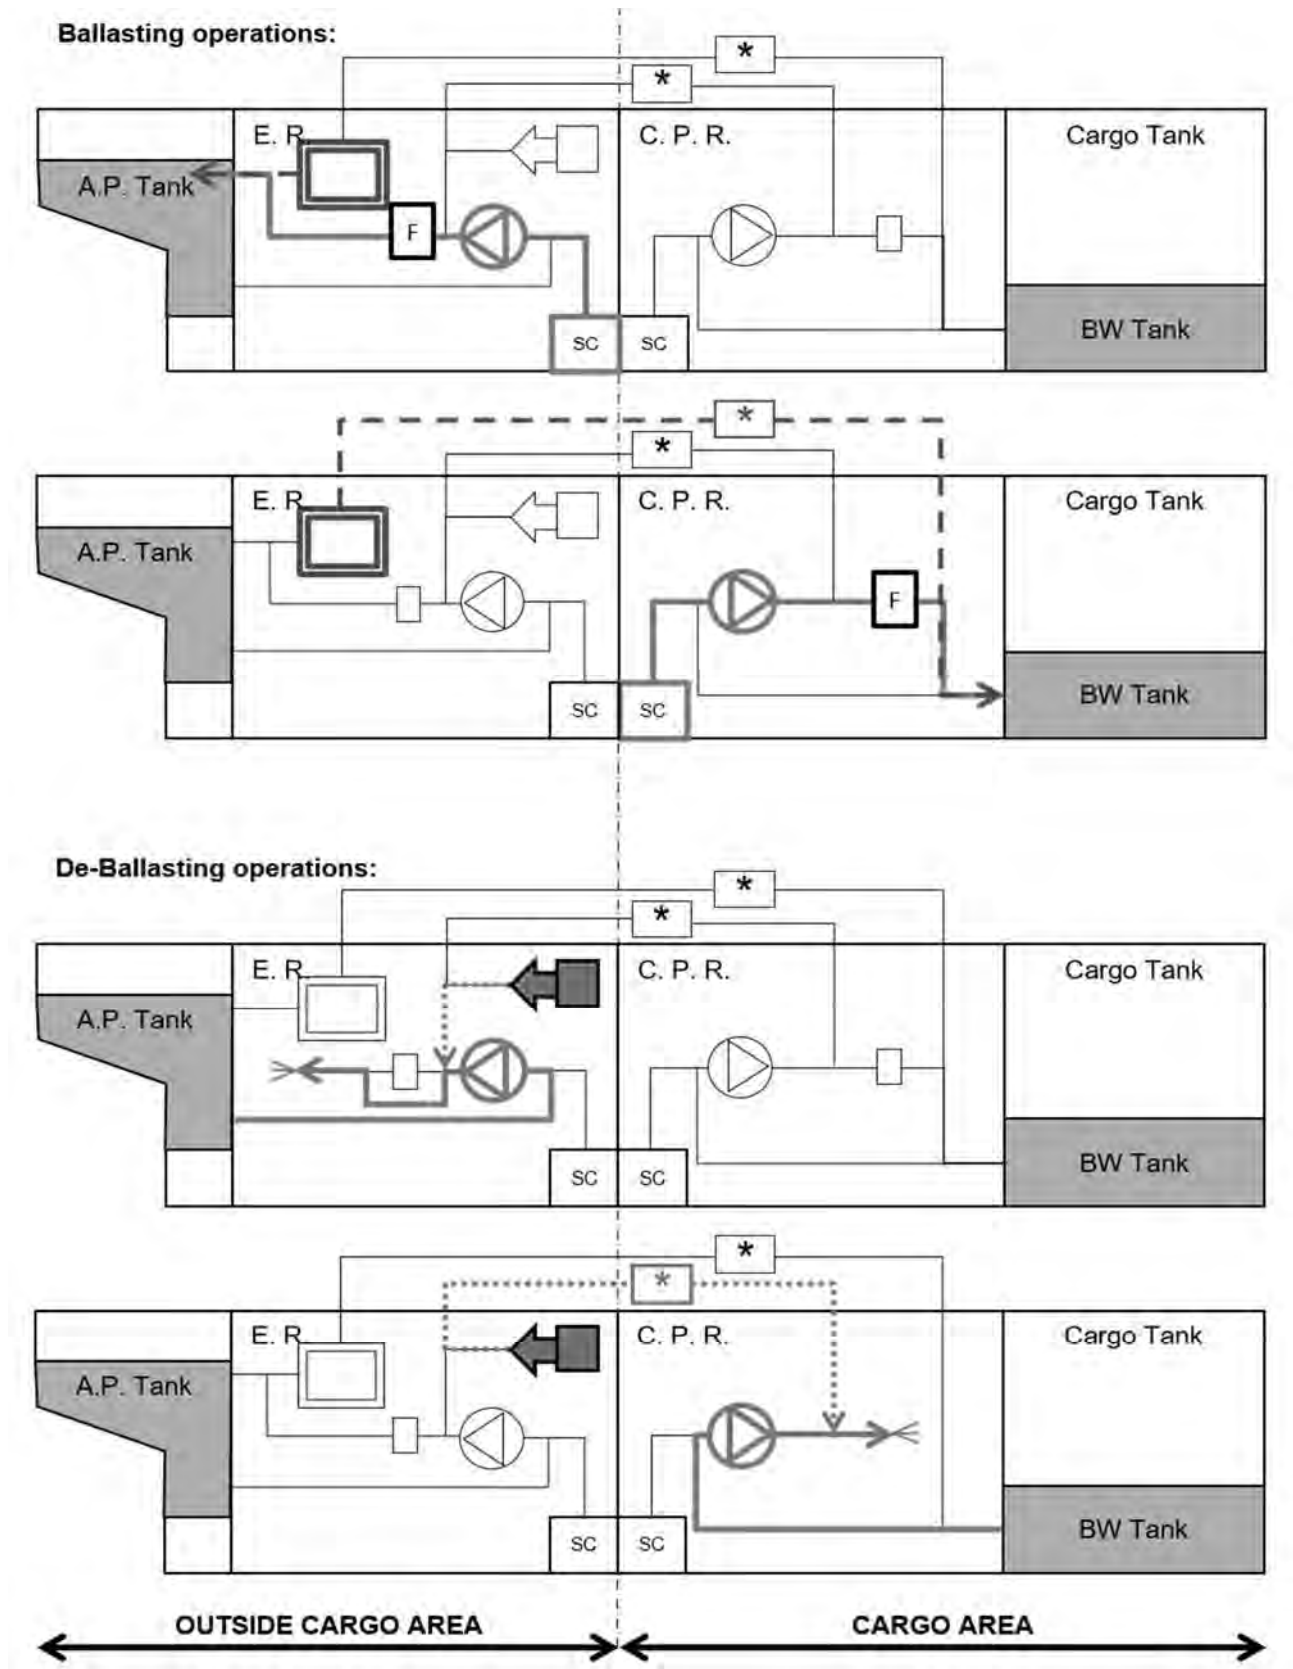 Ballasting operations:
*
*
E. R.
C. P. R.
Cargo Tank
A.P. Tank
F
SC
SC
BW Tank
*
*
E. R.
C. P. R.
Cargo Tank
A.P. Tank
F
SC
SC
BW Tank
De-Ballasting operations:
*
*
E. R.
C. P. R.
Cargo Tank
A.P. Tank
SC
SC
BW Tank
*
*
E. R.
C. P. R.
Cargo Tank
A.P. Tank
SC
SC
BW Tank
OUTSIDE CARGO AREA
CARGO AREA